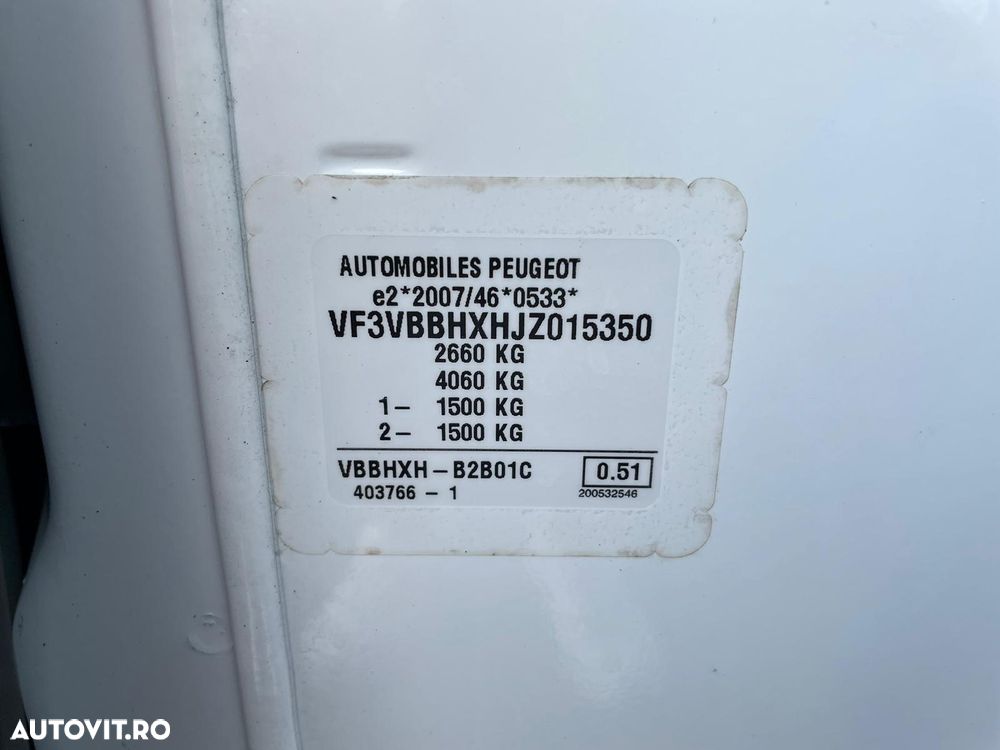 AUTOMOBILES PEUGEOT
e2*2007/46*0533*
VF3VBBHXHJZ015350
2660 KG
4060 KG
1- 1500 KG
2- 1500 KG
VBBHXH-B2B01C 0.51
403766 - 1 200532546
AUTOVIT.RO